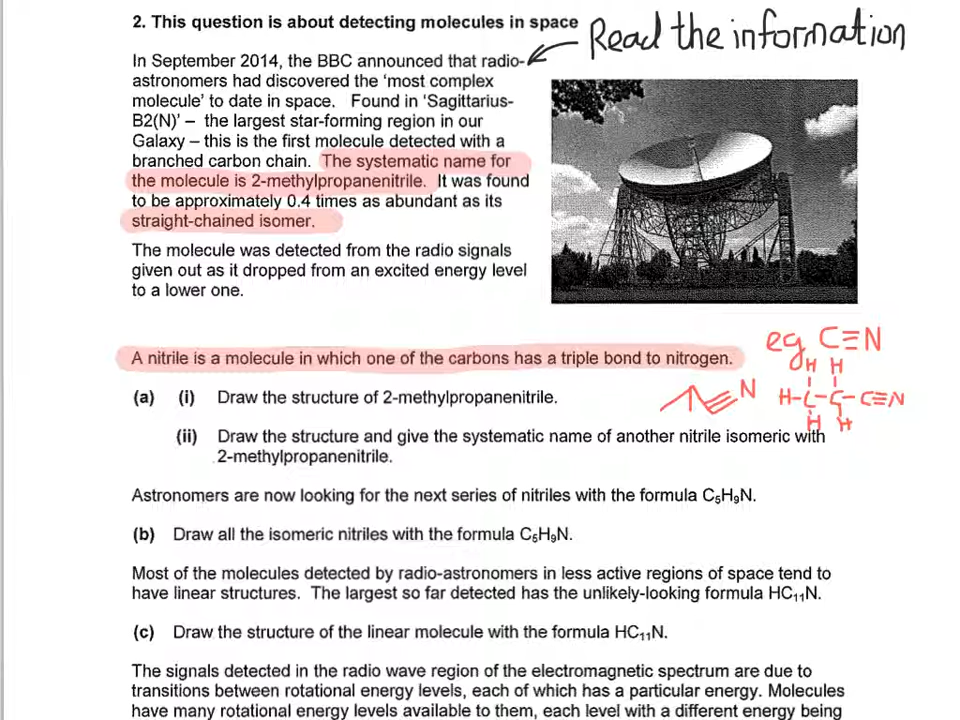 2. This question is about detecting molecules in space
Read the information
In September 2014, the BBC announced that radio-
astronomers had discovered the ‘most complex
molecule’ to date in space. Found in ‘Sagittarius-
B2(N)’ – the largest star-forming region in our
Galaxy – this is the first molecule detected with a
branched carbon chain. The systematic name for
the molecule is 2-methylpropanenitrile. It was found
to be approximately 0.4 times as abundant as its
straight-chained isomer.
The molecule was detected from the radio signals
given out as it dropped from an excited energy level
to a lower one.
eg C≡N
A nitrile is a molecule in which one of the carbons has a triple bond to nitrogen.
H H
(a) (i) Draw the structure of 2-methylpropanenitrile.
N H-C-C-C≡N
H H
(ii) Draw the structure and give the systematic name of another nitrile isomeric with
2-methylpropanenitrile.
Astronomers are now looking for the next series of nitriles with the formula C₅H₉N.
(b) Draw all the isomeric nitriles with the formula C₅H₉N.
Most of the molecules detected by radio-astronomers in less active regions of space tend to
have linear structures. The largest so far detected has the unlikely-looking formula HC₁₁N.
(c) Draw the structure of the linear molecule with the formula HC₁₁N.
The signals detected in the radio wave region of the electromagnetic spectrum are due to
transitions between rotational energy levels, each of which has a particular energy. Molecules
have many rotational energy levels available to them, each level with a different energy being